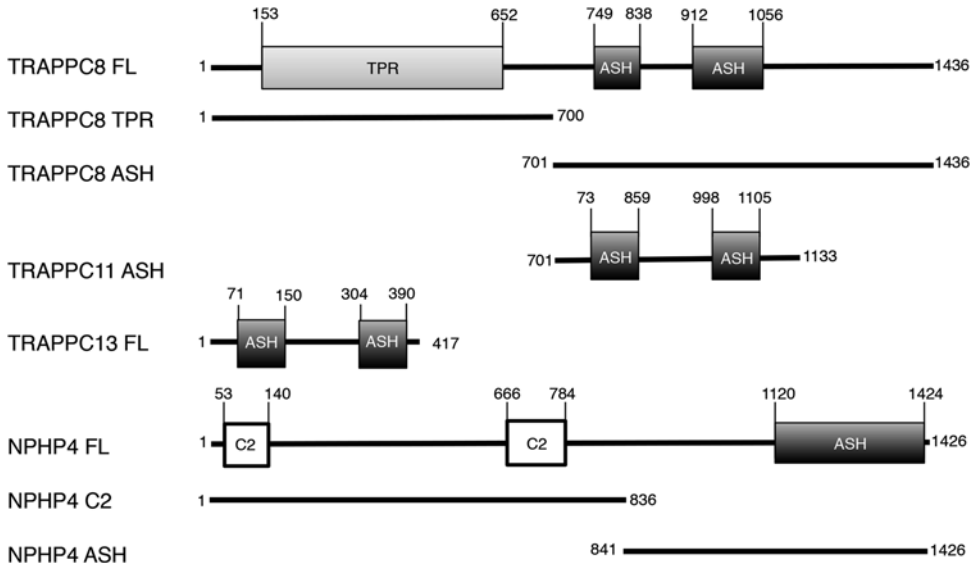 153 652 749 838 912 1056
TRAPPC8 FL 1 TPR ASH ASH 1436
TRAPPC8 TPR 1 700
TRAPPC8 ASH 701 1436
73 859 998 1105
TRAPPC11 ASH 701 ASH ASH 1133
71 150 304 390
TRAPPC13 FL 1 ASH ASH 417
53 140 666 784 1120 1424
NPHP4 FL 1 C2 C2 ASH 1426
NPHP4 C2 1 836
NPHP4 ASH 841 1426